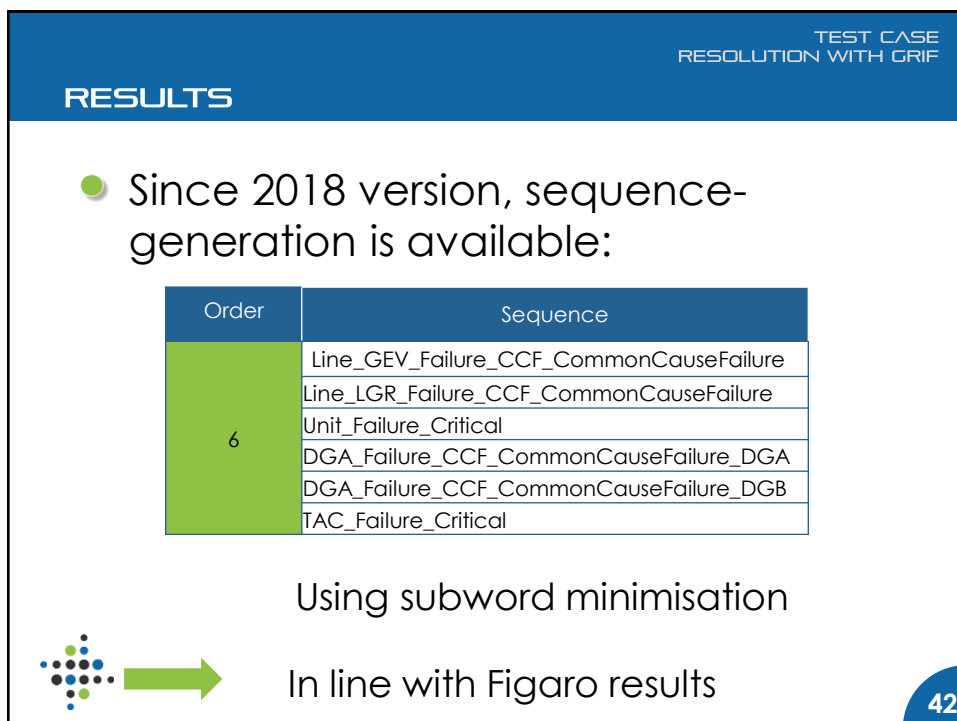 TEST CASE
RESOLUTION WITH GRIF
RESULTS
Since 2018 version, sequence-
generation is available:
Order Sequence
6
Line_GEV_Failure_CCF_CommonCauseFailure
Line_LGR_Failure_CCF_CommonCauseFailure
Unit_Failure_Critical
DGA_Failure_CCF_CommonCauseFailure_DGA
DGA_Failure_CCF_CommonCauseFailure_DGB
TAC_Failure_Critical
Using subword minimisation
In line with Figaro results
42